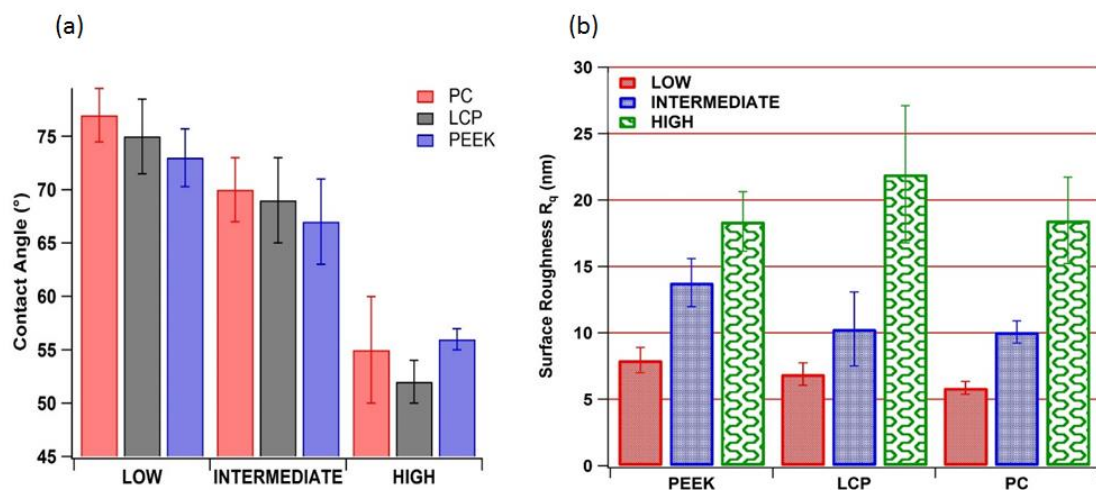 (a)
Contact Angle (°)
75
70
65
60
55
50
45
PC
LCP
PEEK
LOW
INTERMEDIATE
HIGH
(b)
Surface Roughness Rq (nm)
30
25
20
15
10
5
0
LOW
INTERMEDIATE
HIGH
PEEK
LCP
PC